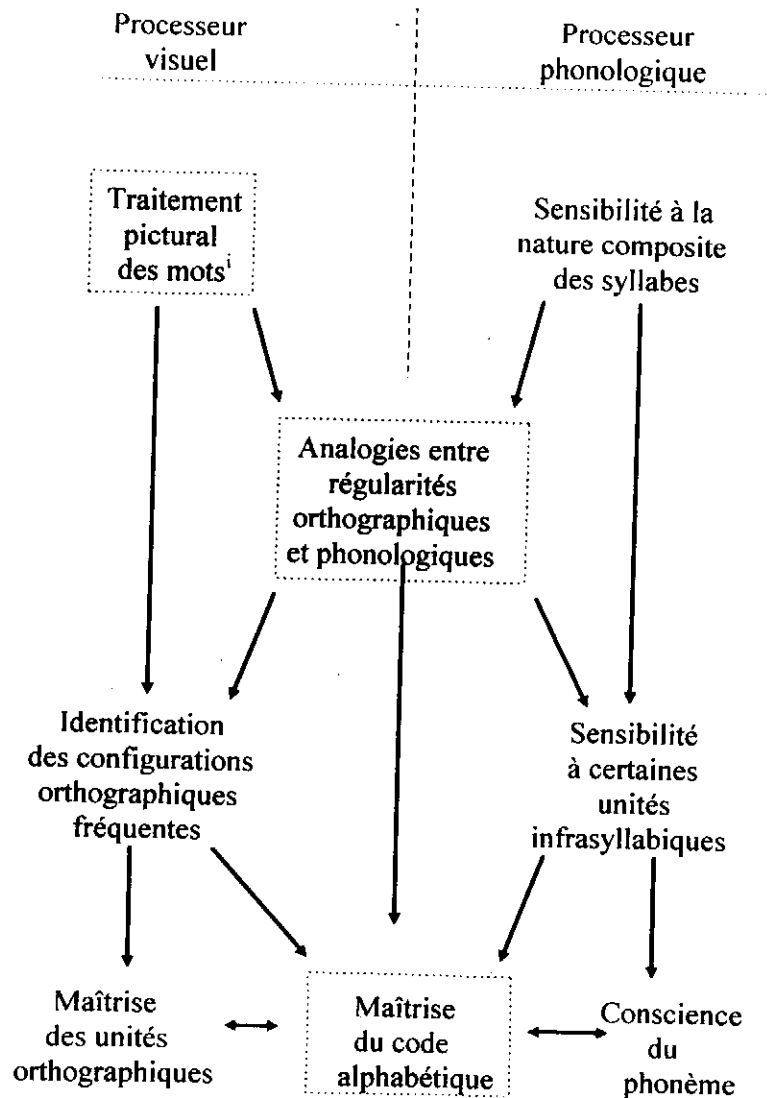 Processeur
visuel
Processeur
phonologique
Traitement
pictural
des motsⁱ
Sensibilité à la
nature composite
des syllabes
Analogies entre
régularités
orthographiques
et phonologiques
Identification
des configurations
orthographiques
fréquentes
Sensibilité
à certaines
unités
infrasyllabiques
Maîtrise
des unités
orthographiques
Maîtrise
du code
alphabétique
Conscience
du
phonème